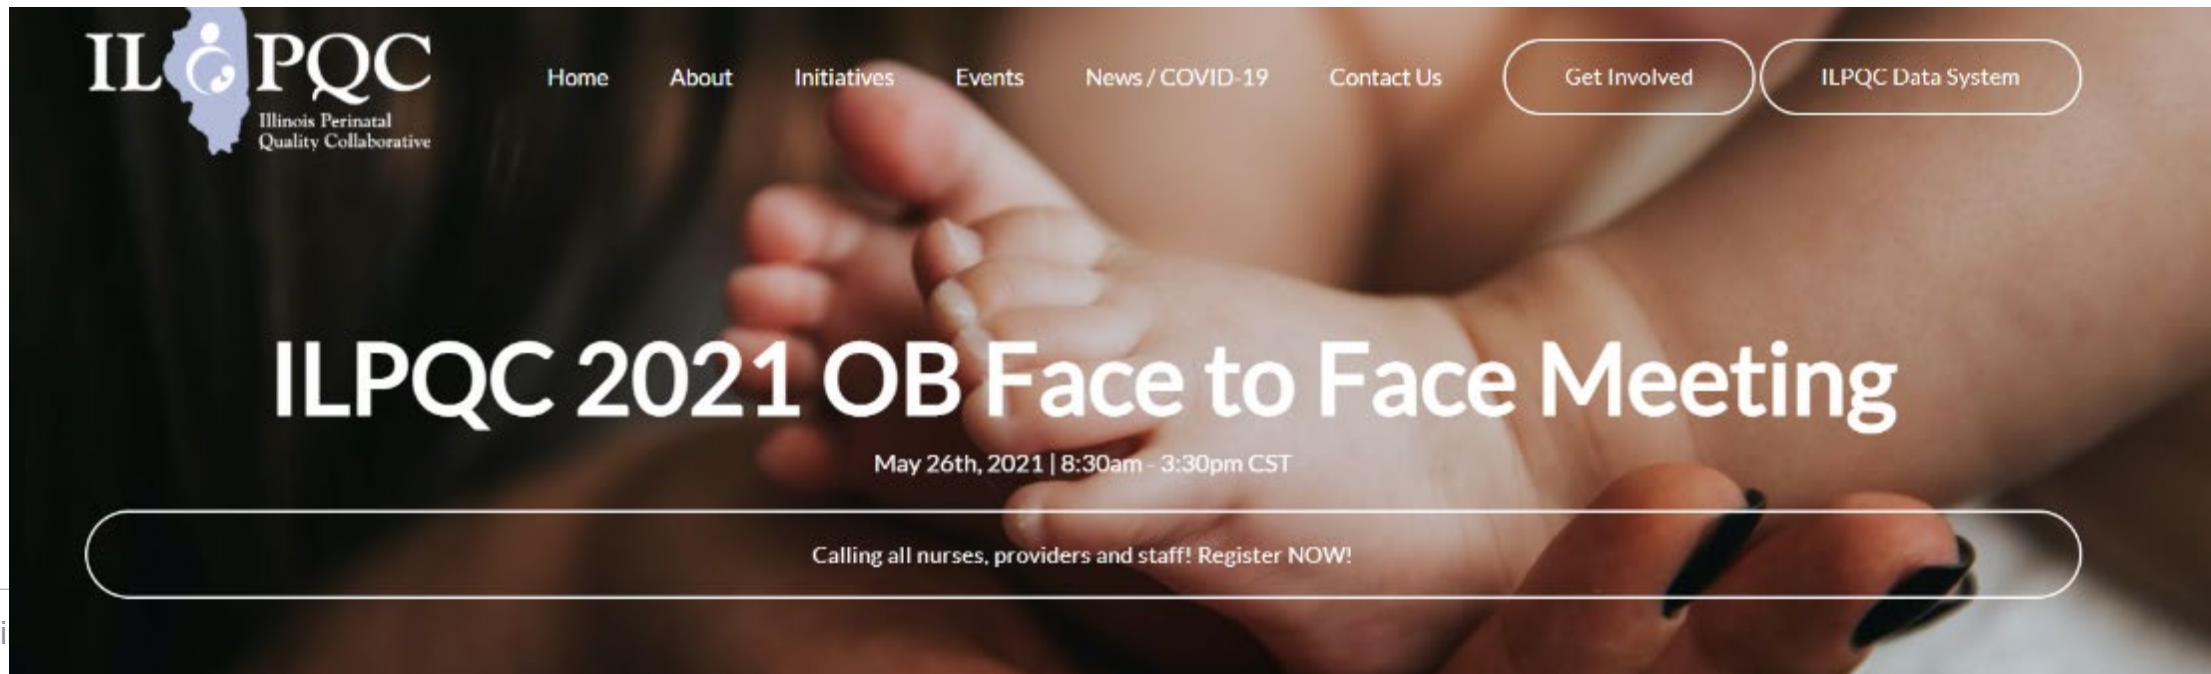 IL PQC
Illinois Perinatal
Quality Collaborative
Home About Initiatives Events News / COVID-19 Contact Us Get Involved ILPQC Data System
ILPQC 2021 OB Face to Face Meeting
May 26th, 2021 | 8:30am - 3:30pm CST
Calling all nurses, providers and staff! Register NOW!